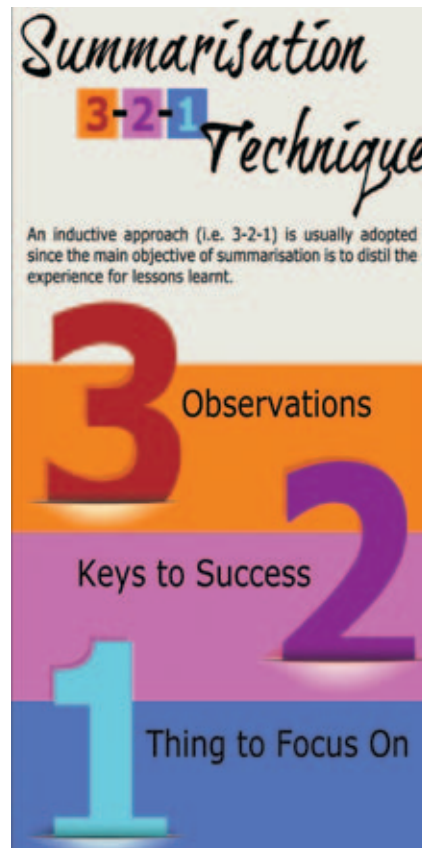 Summarisation
3-2-1
Technique
An inductive approach (i.e. 3-2-1) is usually adopted
since the main objective of summarisation is to distil the
experience for lessons learnt.
3
Observations
2
Keys to Success
1
Thing to Focus On